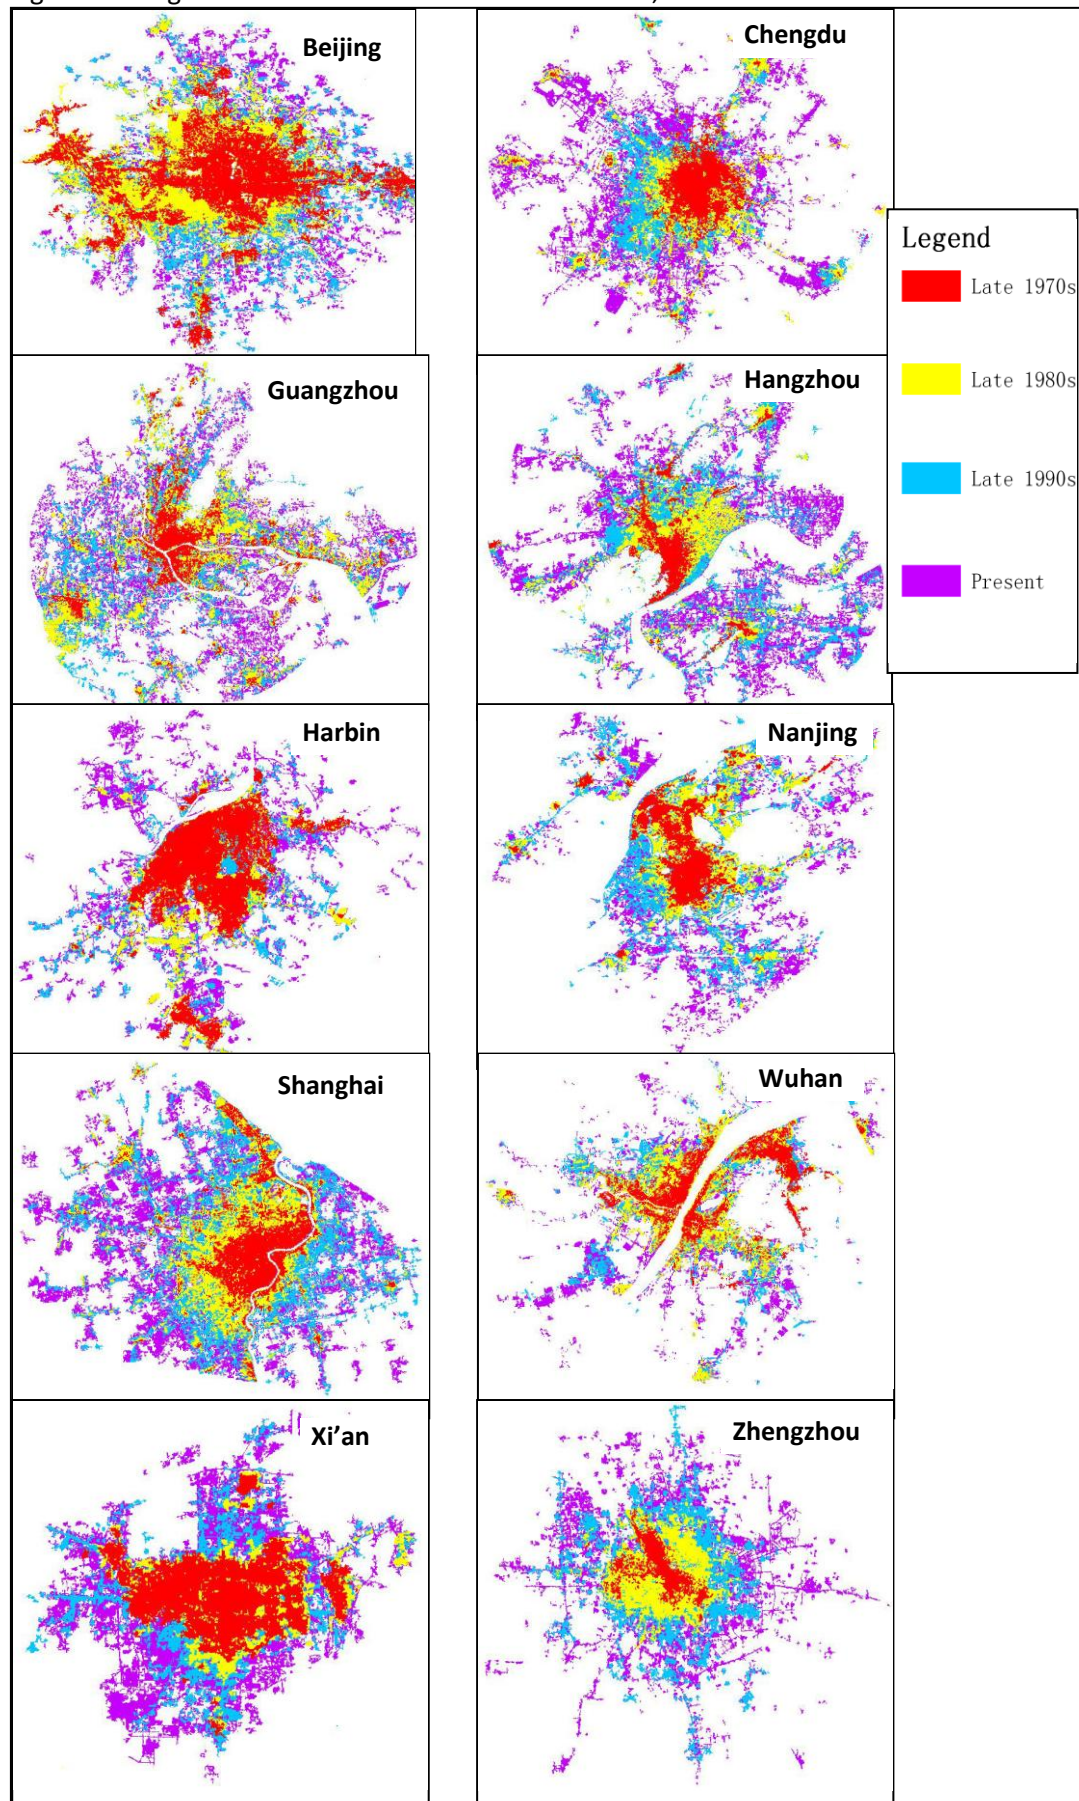 Beijing
Chengdu
Legend
Late 1970s
Late 1980s
Late 1990s
Present
Guangzhou
Hangzhou
Harbin
Nanjing
Shanghai
Wuhan
Xi’an
Zhengzhou